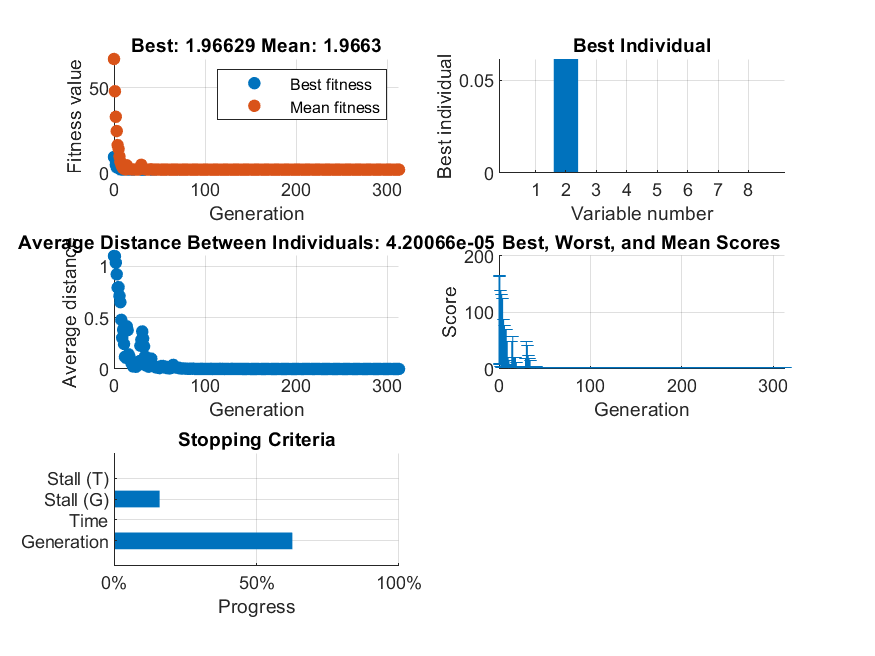 Best: 1.96629 Mean: 1.9663
Fitness value
50
0
Best fitness
Mean fitness
0 100 200 300
Generation
Best Individual
Best individual
0.05
0
1 2 3 4 5 6 7 8
Variable number
Average Distance Between Individuals: 4.20066e-05
Average distance
1
0.5
0
0 100 200 300
Generation
Best, Worst, and Mean Scores
Score
200
100
0
0 100 200 300
Generation
Stopping Criteria
Stall (T)
Stall (G)
Time
Generation
0% 50% 100%
Progress